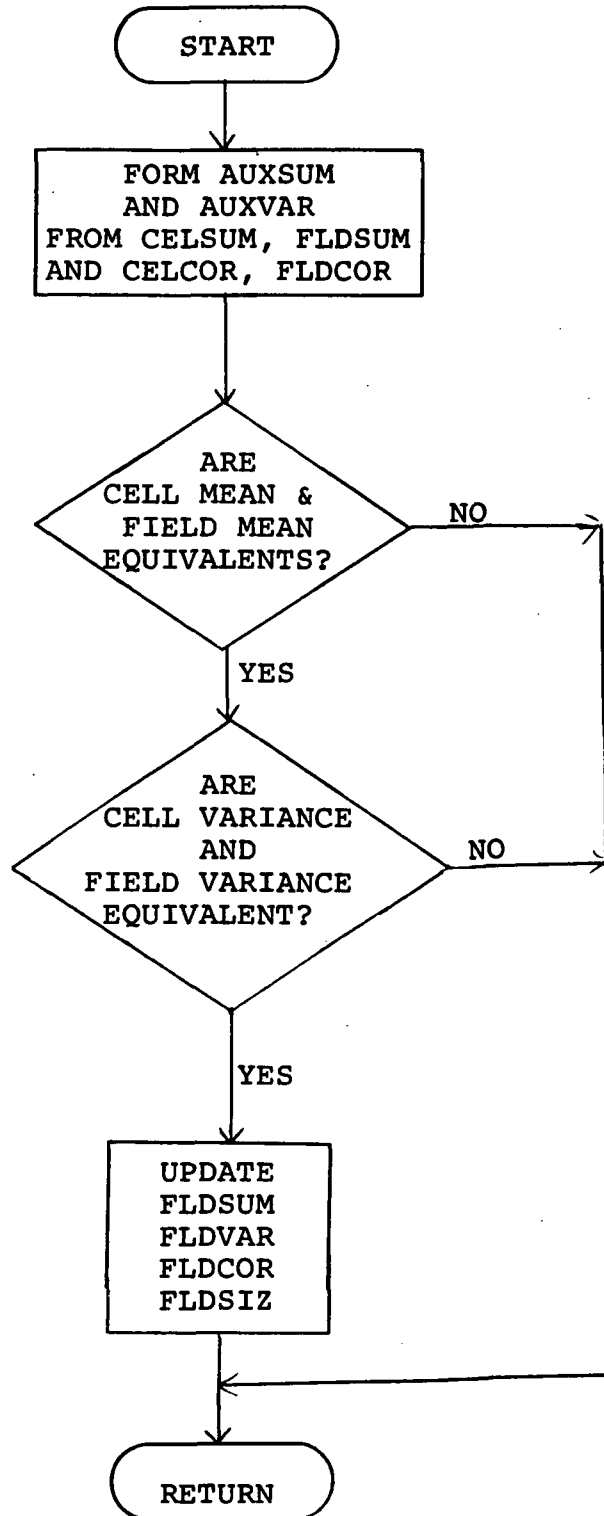 START
FORM AUXSUM
AND AUXVAR
FROM CELSUM, FLDSUM
AND CELCOR, FLDCOR
ARE
CELL MEAN &
FIELD MEAN
EQUIVALENTS?
NO
YES
ARE
CELL VARIANCE
AND
FIELD VARIANCE
EQUIVALENT?
NO
YES
UPDATE
FLDSUM
FLDVAR
FLDCOR
FLDSIZ
RETURN